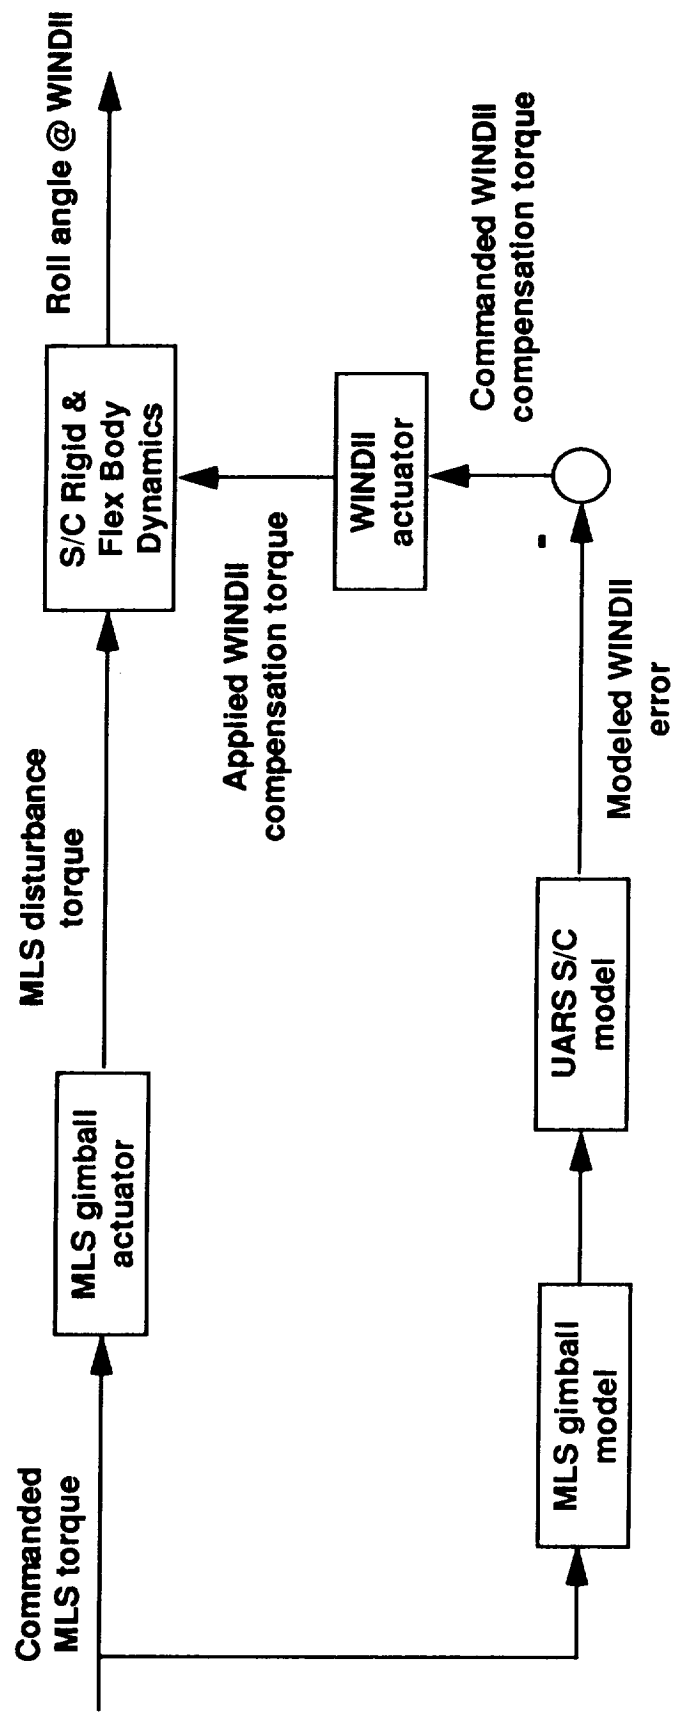 Commanded
MLS torque
MLS gimball
actuator
MLS disturbance
torque
S/C Rigid &
Flex Body
Dynamics
Roll angle @ WINDII
Applied WINDII
compensation torque
WINDII
actuator
Commanded WINDII
compensation torque
-
MLS gimball
model
UARS S/C
model
Modeled WINDII
error